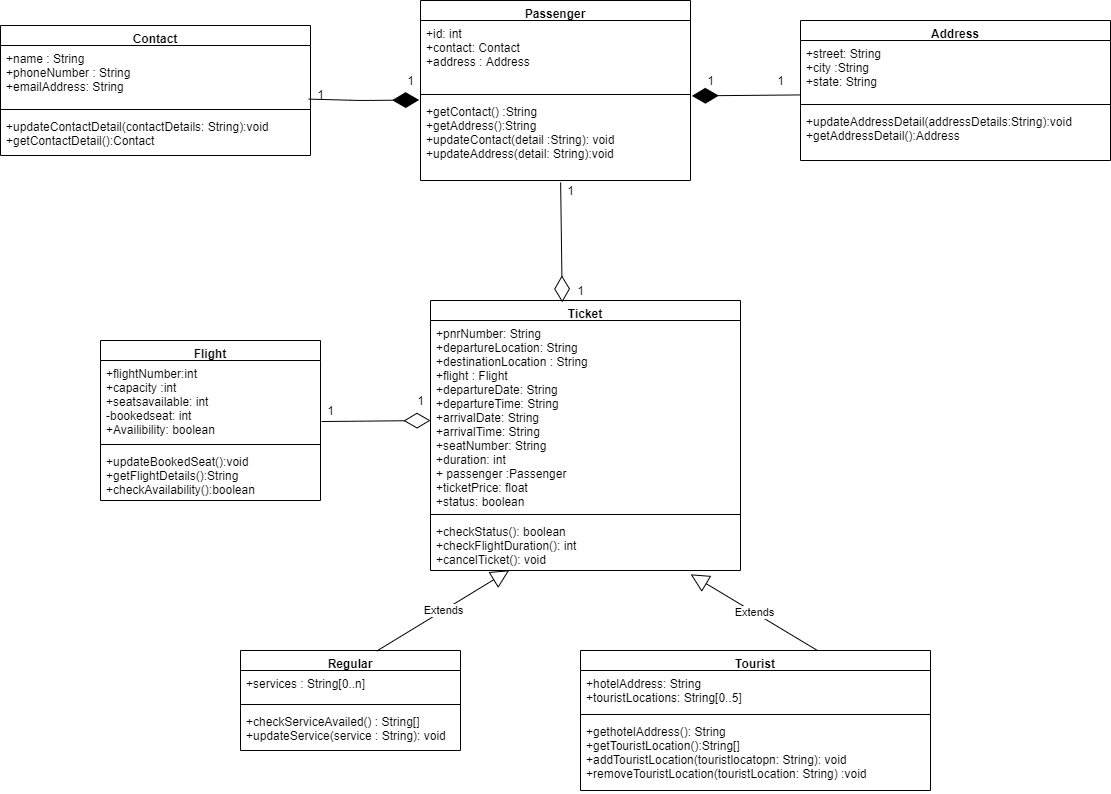 Contact
+name : String
+phoneNumber : String
+emailAddress: String
+updateContactDetail(contactDetails: String):void
+getContactDetail():Contact
1
1
Passenger
+id: int
+contact: Contact
+address : Address
+getContact() :String
+getAddress():String
+updateContact(detail :String): void
+updateAddress(detail: String):void
1
1
Address
+street: String
+city :String
+state: String
+updateAddressDetail(addressDetails:String):void
+getAddressDetail():Address
1
1
Flight
+flightNumber:int
+capacity :int
+seatsavailable: int
-bookedseat: int
+Availibility: boolean
+updateBookedSeat():void
+getFlightDetails():String
+checkAvailability():boolean
1
1
Ticket
+pnrNumber: String
+departureLocation: String
+destinationLocation : String
+flight : Flight
+departureDate: String
+departureTime: String
+arrivalDate: String
+arrivalTime: String
+seatNumber: String
+duration: int
+ passenger :Passenger
+ticketPrice: float
+status: boolean
+checkStatus(): boolean
+checkFlightDuration(): int
+cancelTicket(): void
Extends
Extends
Regular
+services : String[0..n]
+checkServiceAvailed() : String[]
+updateService(service : String): void
Tourist
+hotelAddress: String
+touristLocations: String[0..5]
+gethotelAddress(): String
+getTouristLocation():String[]
+addTouristLocation(touristlocatopn: String): void
+removeTouristLocation(touristLocation: String) :void